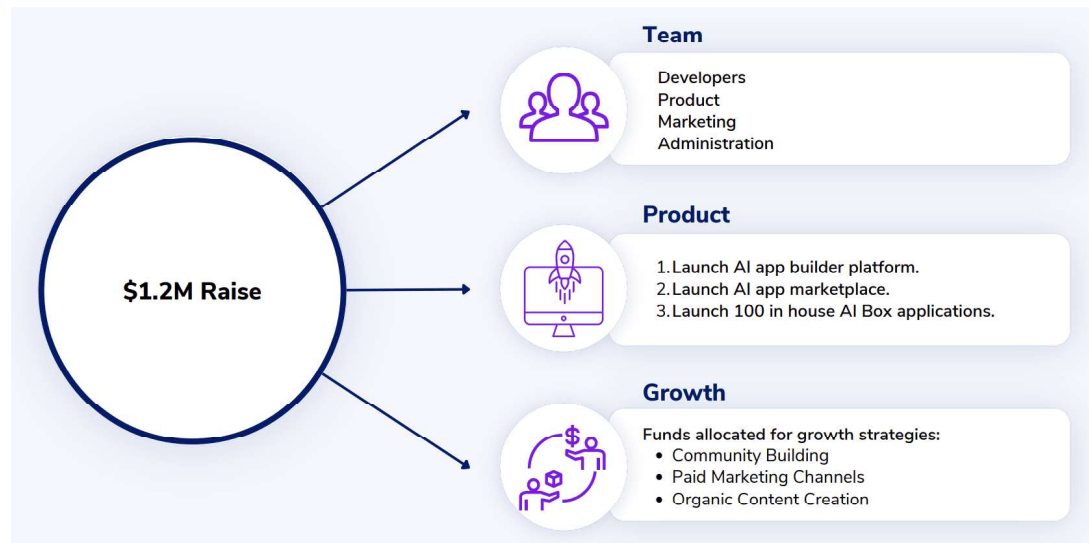 $1.2M Raise
Team
Developers
Product
Marketing
Administration
Product
1.Launch AI app builder platform.
2.Launch AI app marketplace.
3.Launch 100 in house AI Box applications.
Growth
Funds allocated for growth strategies:
• Community Building
• Paid Marketing Channels
• Organic Content Creation